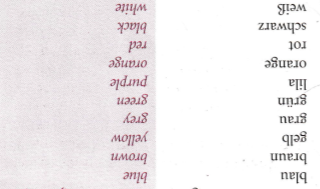 blau blue
braun brown
gelb yellow
grau grey
grün green
lila purple
orange orange
rot red
schwarz black
weiß white